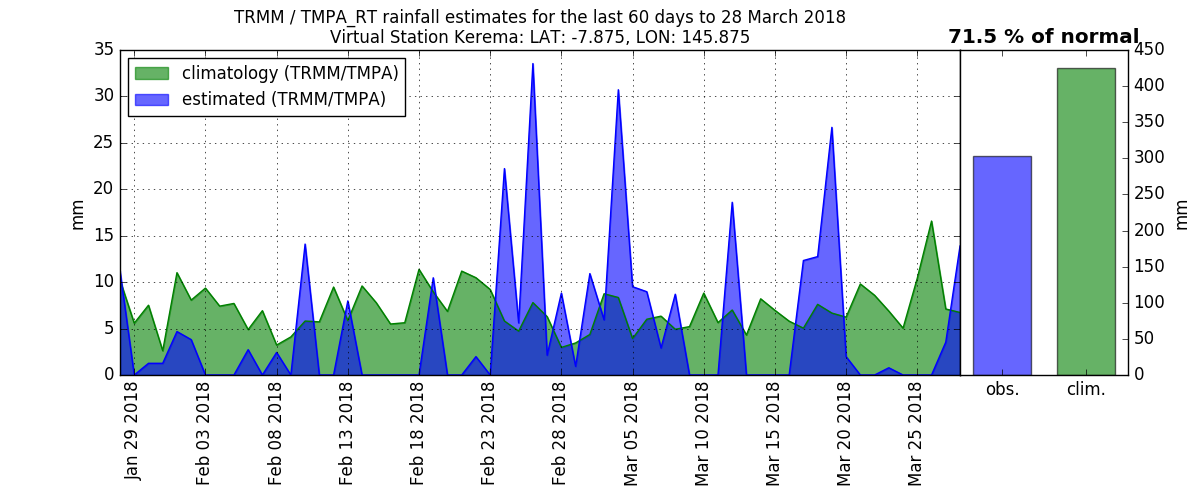 TRMM / TMPA_RT rainfall estimates for the last 60 days to 28 March 2018
Virtual Station Kerema: LAT: -7.875, LON: 145.875
71.5 % of normal
climatology (TRMM/TMPA)
estimated (TRMM/TMPA)
mm
35
30
25
20
15
10
5
0
Jan 29 2018
Feb 03 2018
Feb 08 2018
Feb 13 2018
Feb 18 2018
Feb 23 2018
Feb 28 2018
Mar 05 2018
Mar 10 2018
Mar 15 2018
Mar 20 2018
Mar 25 2018
obs.
clim.
450
400
350
300
250
200
150
100
50
0
mm